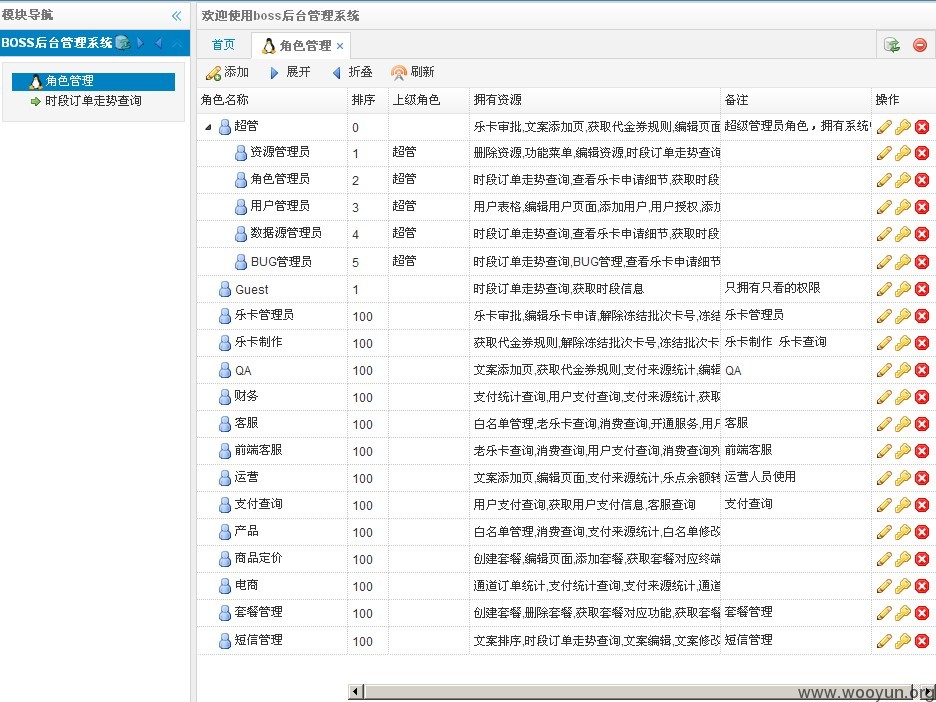 模块导航
欢迎使用boss后台管理系统
BOSS后台管理系统
首页 角色管理
角色管理
时段订单走势查询
添加 展开 折叠 刷新
角色名称 排序 上级角色 拥有资源 备注 操作
超管 0 乐卡审批,文案添加页,获取代金券规则,编辑页面 超级管理员角色，拥有系统
资源管理员 1 超管 删除资源,功能菜单,编辑资源,时段订单走势查询
角色管理员 2 超管 时段订单走势查询,查看乐卡申请细节,获取时段
用户管理员 3 超管 用户表格,编辑用户页面,添加用户,用户授权,添加
数据源管理员 4 超管 时段订单走势查询,查看乐卡申请细节,获取时段
BUG管理员 5 超管 时段订单走势查询,BUG管理,查看乐卡申请细节
Guest 1 时段订单走势查询,获取时段信息 只拥有只看的权限
乐卡管理员 100 乐卡审批,编辑乐卡申请,解除冻结批次卡号,冻结 乐卡管理员
乐卡制作 100 获取代金券规则,解除冻结批次卡号,冻结批次卡 乐卡制作 乐卡查询
QA 100 文案添加页,获取代金券规则,支付来源统计,编辑 QA
财务 100 支付统计查询,用户支付查询,支付来源统计,获取
客服 100 白名单管理,老乐卡查询,消费查询,开通服务,用户 客服
前端客服 100 老乐卡查询,消费查询,用户支付查询,消费查询列 前端客服
运营 100 文案添加页,编辑页面,支付来源统计,乐点余额转 运营人员使用
支付查询 100 用户支付查询,获取用户支付信息,客服查询 支付查询
产品 100 白名单管理,消费查询,支付来源统计,白名单修改
商品定价 100 创建套餐,编辑页面,添加套餐,获取套餐对应终端
电商 100 通道订单统计,支付统计查询,支付来源统计,通道
套餐管理 100 创建套餐,删除套餐,获取套餐对应功能,获取套餐 套餐管理
短信管理 100 文案排序,时段订单走势查询,文案编辑,文案修改 短信管理
www.wooyun.org